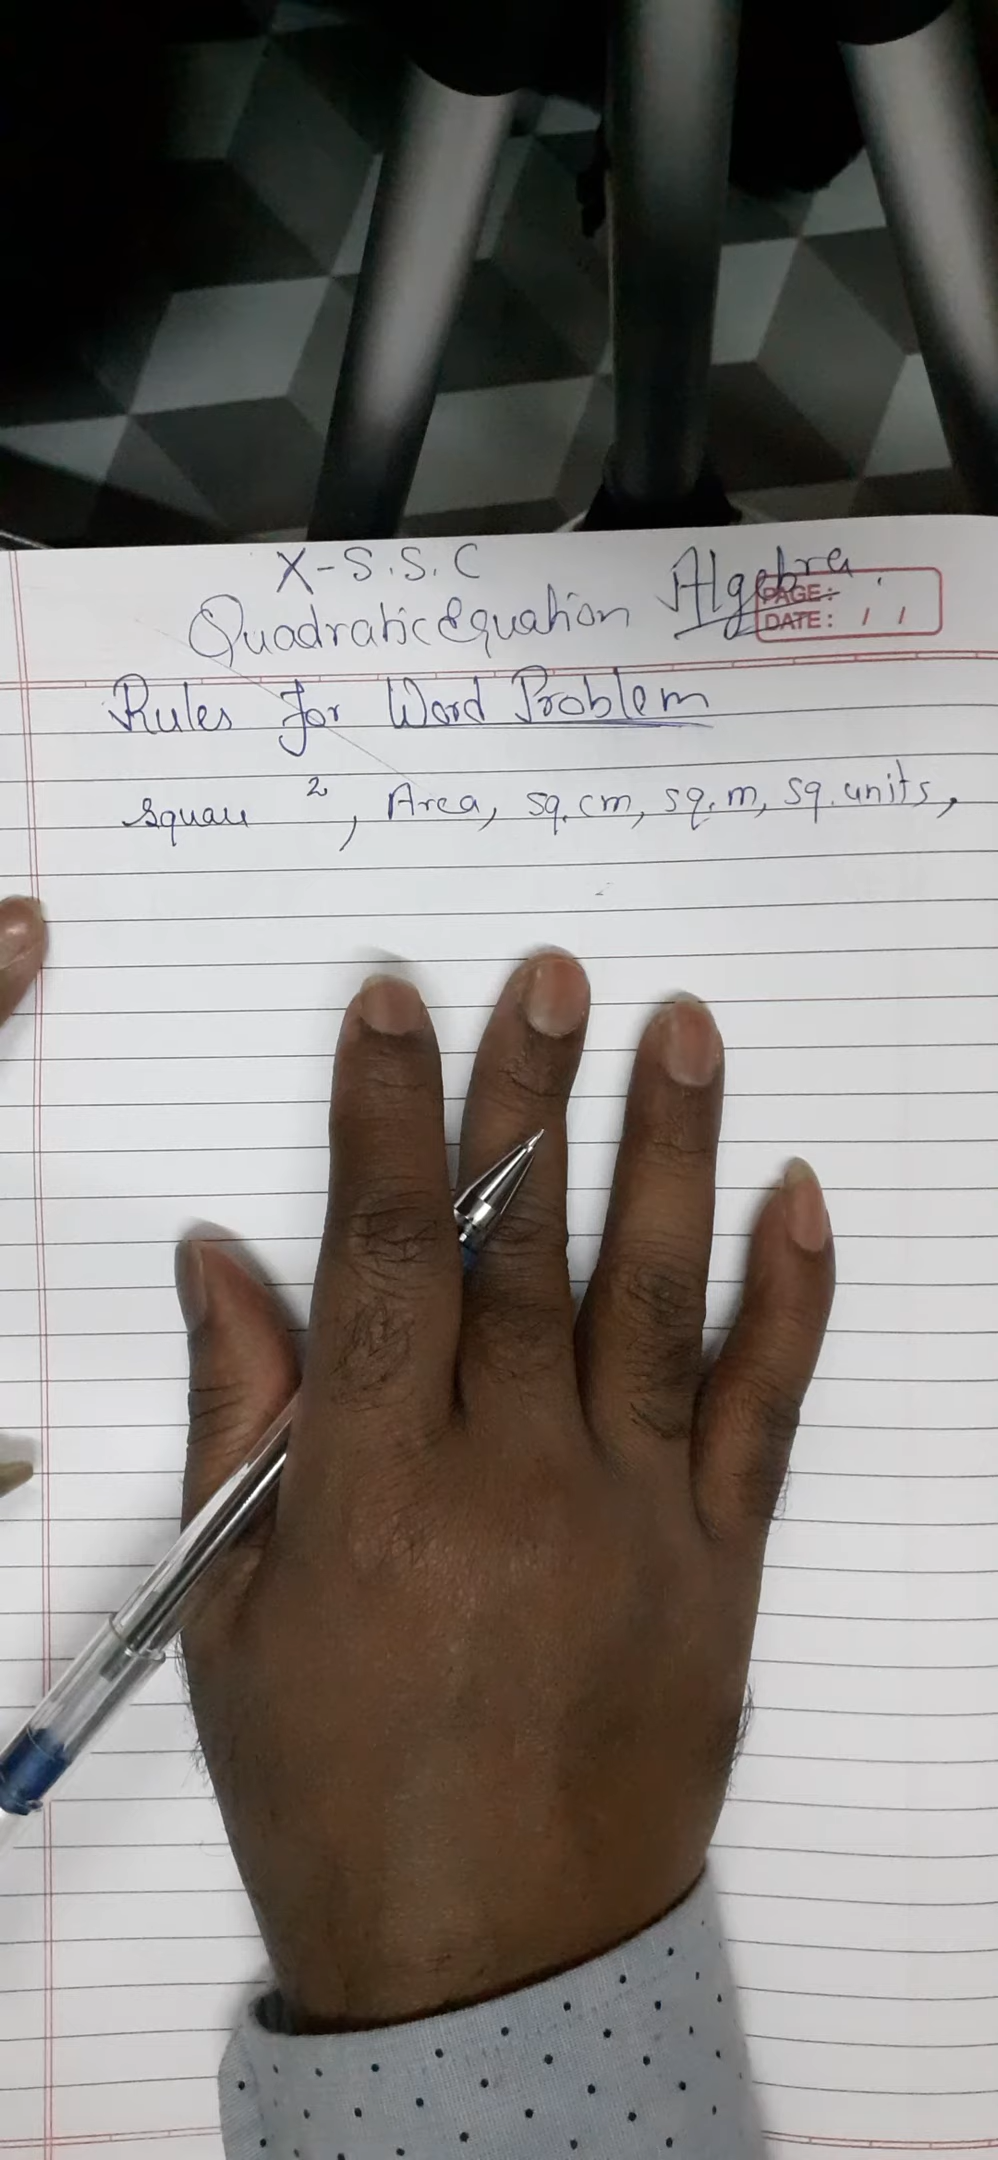 X-S.S.C
Quadratic Equation Algebra
PAGE:
DATE: / /
Rules for Word Problem
square ², Area, sq.cm, sq.m, sq.units,